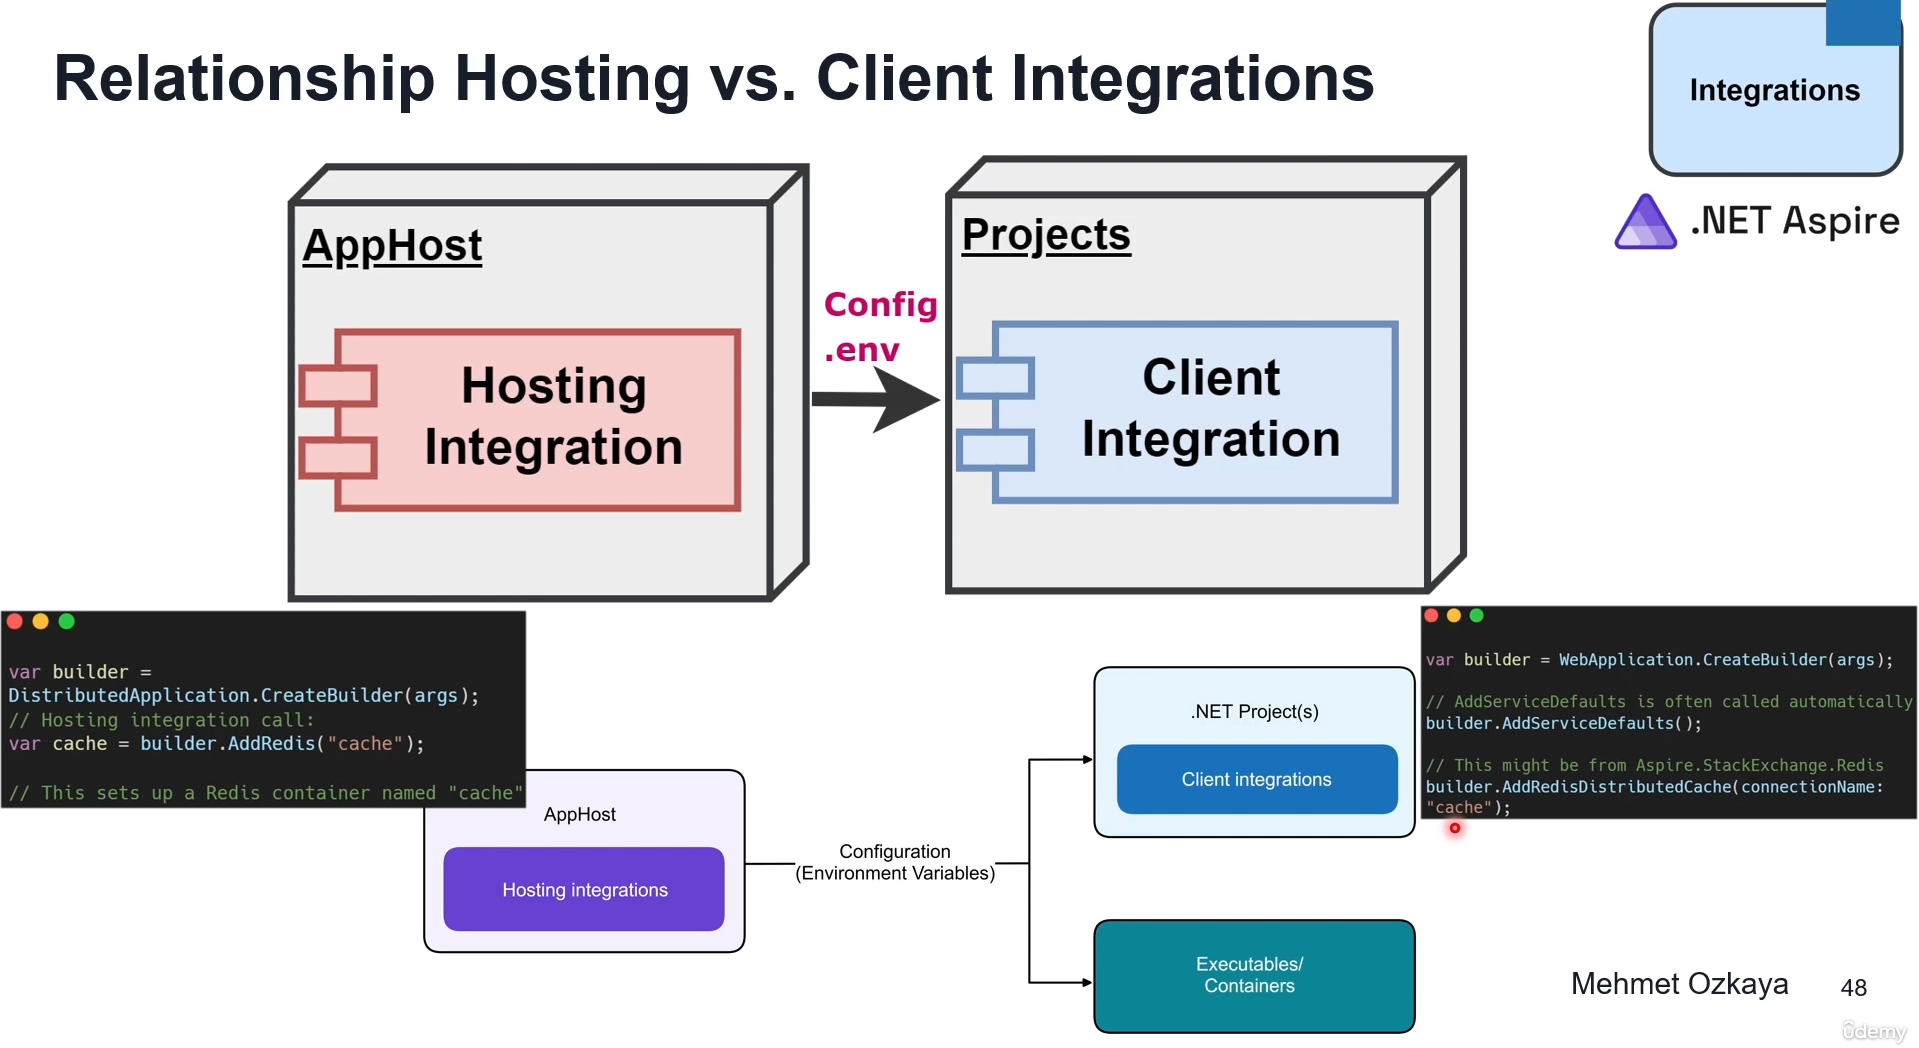 Relationship Hosting vs. Client Integrations
Integrations
.NET Aspire
AppHost
Hosting
Integration
Config
.env
Projects
Client
Integration
var builder =
DistributedApplication.CreateBuilder(args);
// Hosting integration call:
var cache = builder.AddRedis("cache");
// This sets up a Redis container named "cache"
AppHost
Hosting integrations
Configuration
(Environment Variables)
.NET Project(s)
Client integrations
Executables/
Containers
var builder = WebApplication.CreateBuilder(args);
// AddServiceDefaults is often called automatically
builder.AddServiceDefaults();
// This might be from Aspire.StackExchange.Redis
builder.AddRedisDistributedCache(connectionName:
"cache");
Mehmet Ozkaya
48
ûdemy